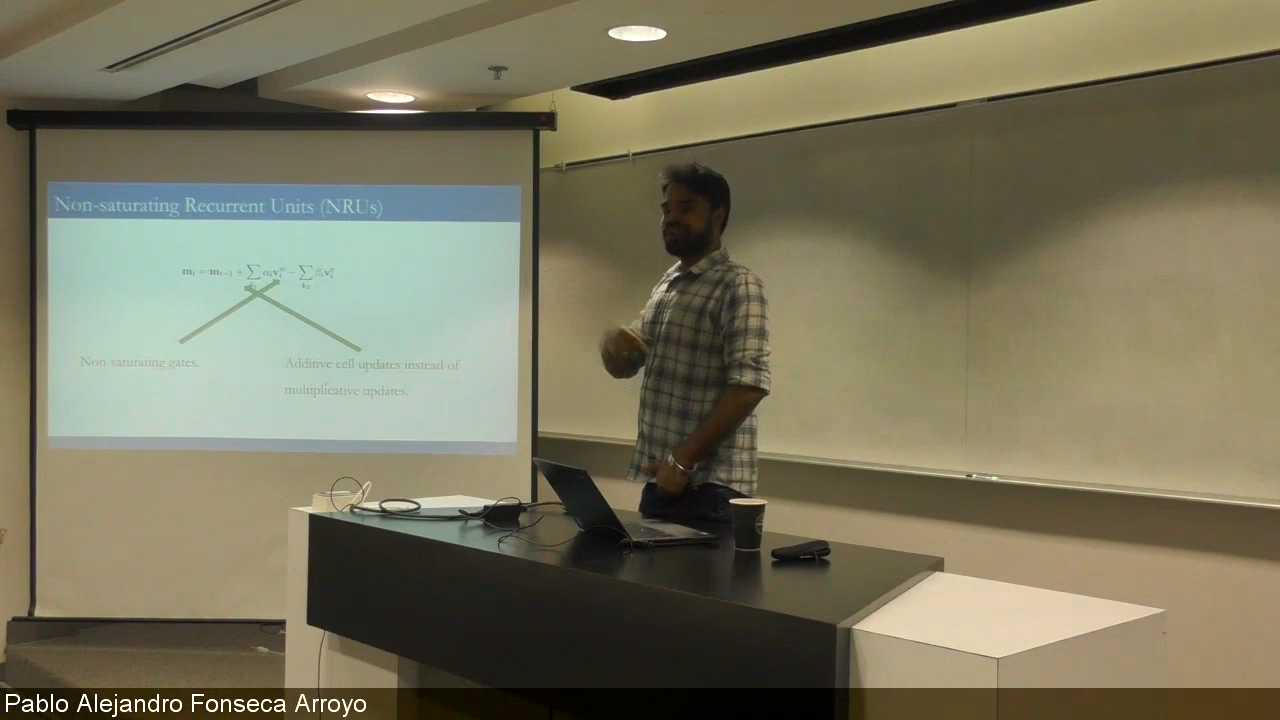 Non-saturating Recurrent Units (NRUs)
Non-saturating gates.
Additive cell updates instead of
multiplicative updates.
Pablo Alejandro Fonseca Arroyo